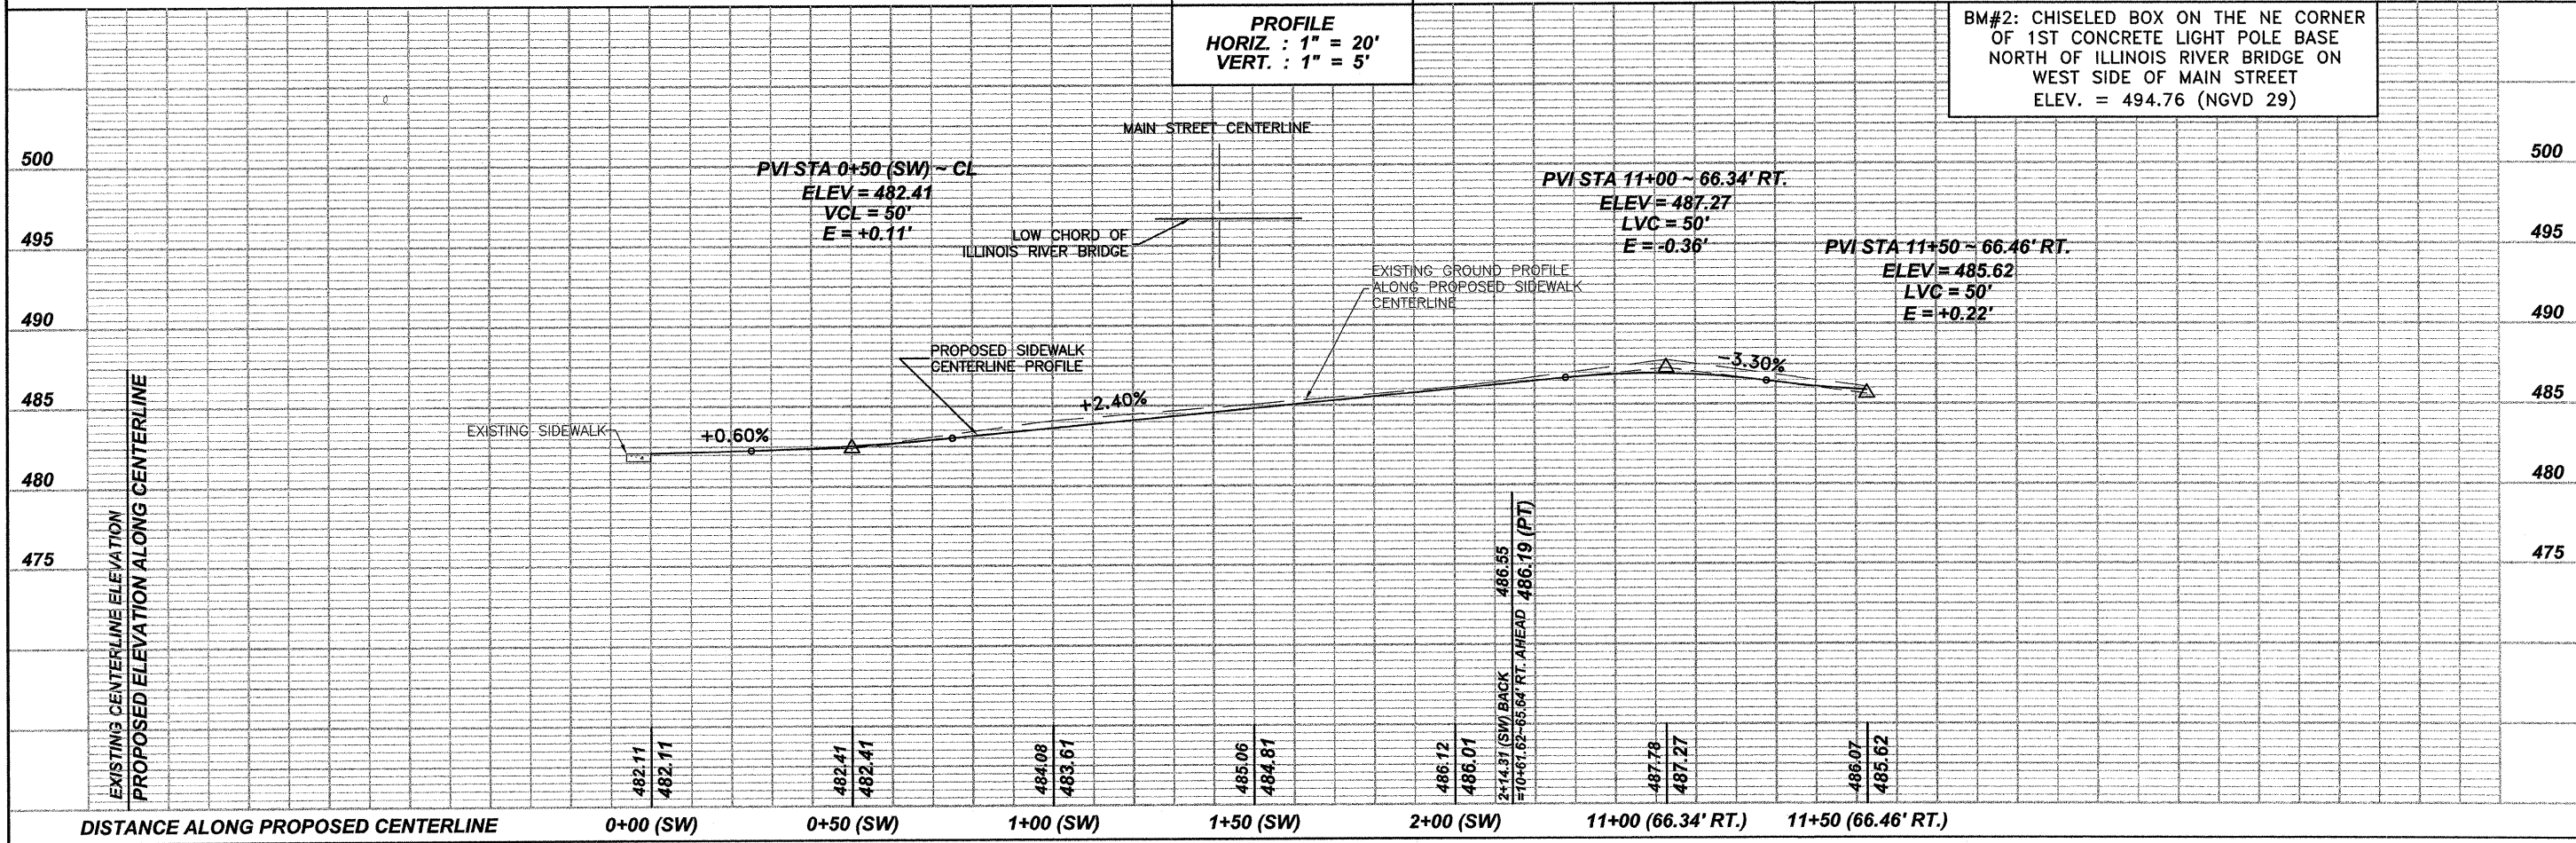 PROFILE
HORIZ. : 1" = 20'
VERT. : 1" = 5'
BM#2: CHISELED BOX ON THE NE CORNER
OF 1ST CONCRETE LIGHT POLE BASE
NORTH OF ILLINOIS RIVER BRIDGE ON
WEST SIDE OF MAIN STREET
ELEV. = 494.76 (NGVD 29)
MAIN STREET CENTERLINE
500
500
PVI STA 0+50 (SW) ~ CL
ELEV = 482.41
VCL = 50'
E = +0.11'
PVI STA 11+00 ~ 66.34' RT.
ELEV = 487.27
LVC = 50'
E = -0.36'
495
LOW CHORD OF
ILLINOIS RIVER BRIDGE
495
PVI STA 11+50 ~ 66.46' RT.
ELEV = 485.62
LVC = 50'
E = +0.22'
EXISTING GROUND PROFILE
ALONG PROPOSED SIDEWALK
CENTERLINE
490
490
PROPOSED SIDEWALK
CENTERLINE PROFILE
-3.30%
+2.40%
485
485
EXISTING SIDEWALK
+0.60%
480
480
475
475
EXISTING CENTERLINE ELEVATION
PROPOSED ELEVATION ALONG CENTERLINE
482.11
482.11
482.41
482.41
484.08
483.61
485.06
484.81
486.12
486.01
2+14.31 (SW) BACK 486.55
=10+61.62~65.64' RT. AHEAD 486.19 (PT)
487.78
487.27
486.07
485.62
DISTANCE ALONG PROPOSED CENTERLINE
0+00 (SW)
0+50 (SW)
1+00 (SW)
1+50 (SW)
2+00 (SW)
11+00 (66.34' RT.)
11+50 (66.46' RT.)